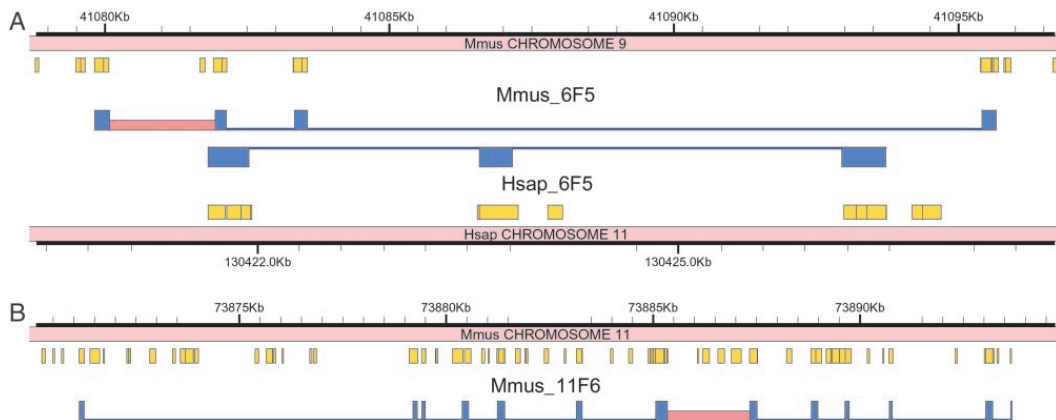 A
41080Kb 41085Kb 41090Kb 41095Kb
Mmus CHROMOSOME 9
Mmus_6F5
Hsap_6F5
Hsap CHROMOSOME 11
130422.0Kb 130425.0Kb
B
73875Kb 73880Kb 73885Kb 73890Kb
Mmus CHROMOSOME 11
Mmus_11F6